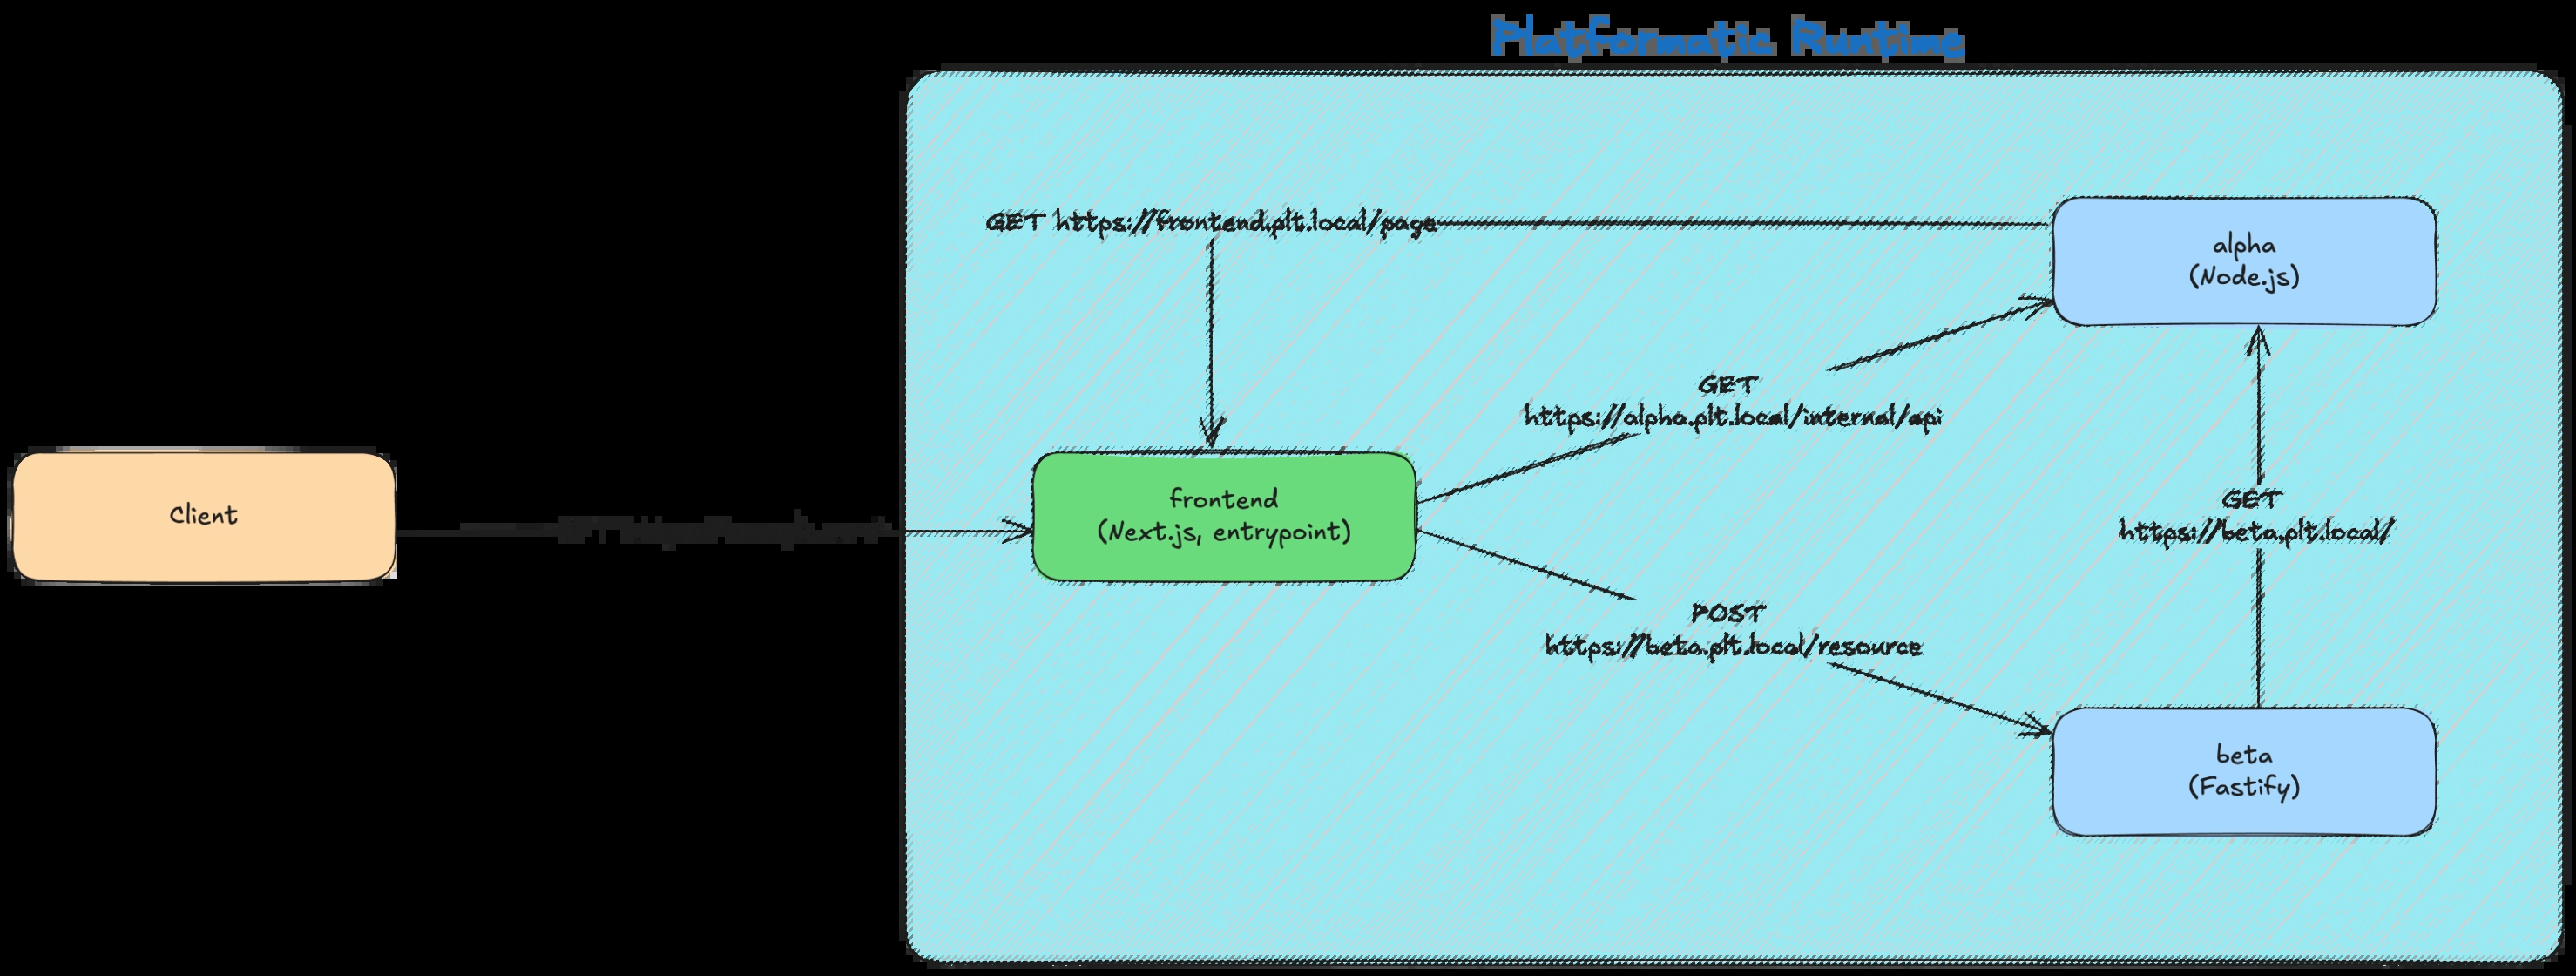 Platformatic Runtime
GET https://frontend.plt.local/page
alpha
(Node.js)
GET
https://alpha.plt.local/internal/api
Client
frontend
(Next.js, entrypoint)
GET
https://beta.plt.local/
POST
https://beta.plt.local/resource
beta
(Fastify)